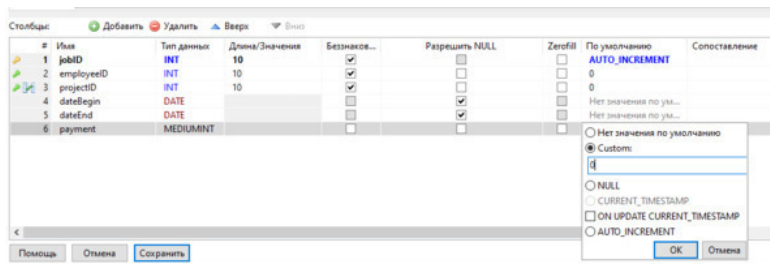 Столбцы: Добавить Удалить Вверх Вниз
# Имя Тип данных Длина/Значения Беззнаков... Разрешить NULL Zerofill По умолчанию Сопоставление
1 jobID INT 10 AUTO_INCREMENT
2 employeeID INT 10 0
3 projectID INT 10 0
4 dateBegin DATE Нет значения по ум...
5 dateEnd DATE Нет значения по ум...
6 payment MEDIUMINT
Нет значения по умолчанию
Custom:
0
NULL
CURRENT_TIMESTAMP
ON UPDATE CURRENT_TIMESTAMP
AUTO_INCREMENT
OK Отмена
Помощь Отмена Сохранить